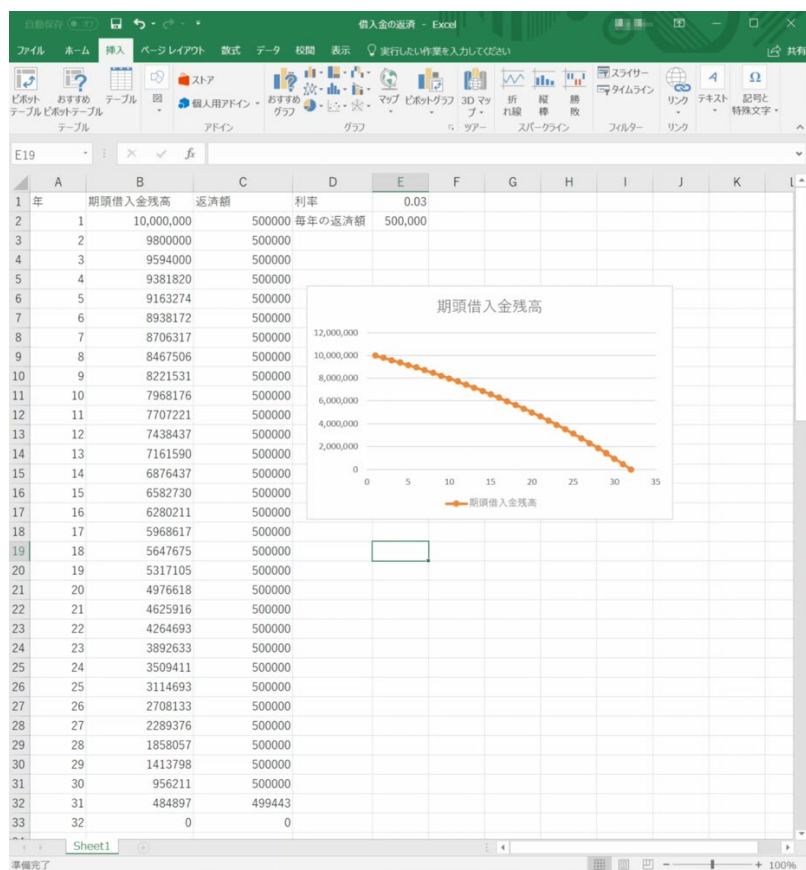 自動保存 オフ
借入金の返済 - Excel
ファイル ホーム 挿入 ページ レイアウト 数式 データ 校閲 表示 実行したい作業を入力してください 共有
ピボットテーブル
おすすめピボットテーブル
テーブル
図
ストア
個人用アドイン
おすすめグラフ
マップ
ピボットグラフ
3D マップ
折れ線
縦棒
勝敗
スライサー
タイムライン
リンク
テキスト
記号と特殊文字
テーブル アドイン グラフ ツアー スパークライン フィルター リンク
E19 fx
A B C D E F G H I J K L
1 年 期頭借入金残高 返済額 利率 0.03
2 1 10,000,000 500000 毎年の返済額 500,000
3 2 9800000 500000
4 3 9594000 500000
5 4 9381820 500000
6 5 9163274 500000
7 6 8938172 500000
8 7 8706317 500000
9 8 8467506 500000
10 9 8221531 500000
11 10 7968176 500000
12 11 7707221 500000
13 12 7438437 500000
14 13 7161590 500000
15 14 6876437 500000
16 15 6582730 500000
17 16 6280211 500000
18 17 5968617 500000
19 18 5647675 500000
20 19 5317105 500000
21 20 4976618 500000
22 21 4625916 500000
23 22 4264693 500000
24 23 3892633 500000
25 24 3509411 500000
26 25 3114693 500000
27 26 2708133 500000
28 27 2289376 500000
29 28 1858057 500000
30 29 1413798 500000
31 30 956211 500000
32 31 484897 499443
33 32 0 0
期頭借入金残高
12,000,000
10,000,000
8,000,000
6,000,000
4,000,000
2,000,000
0
0 5 10 15 20 25 30 35
期頭借入金残高
Sheet1
準備完了 100%